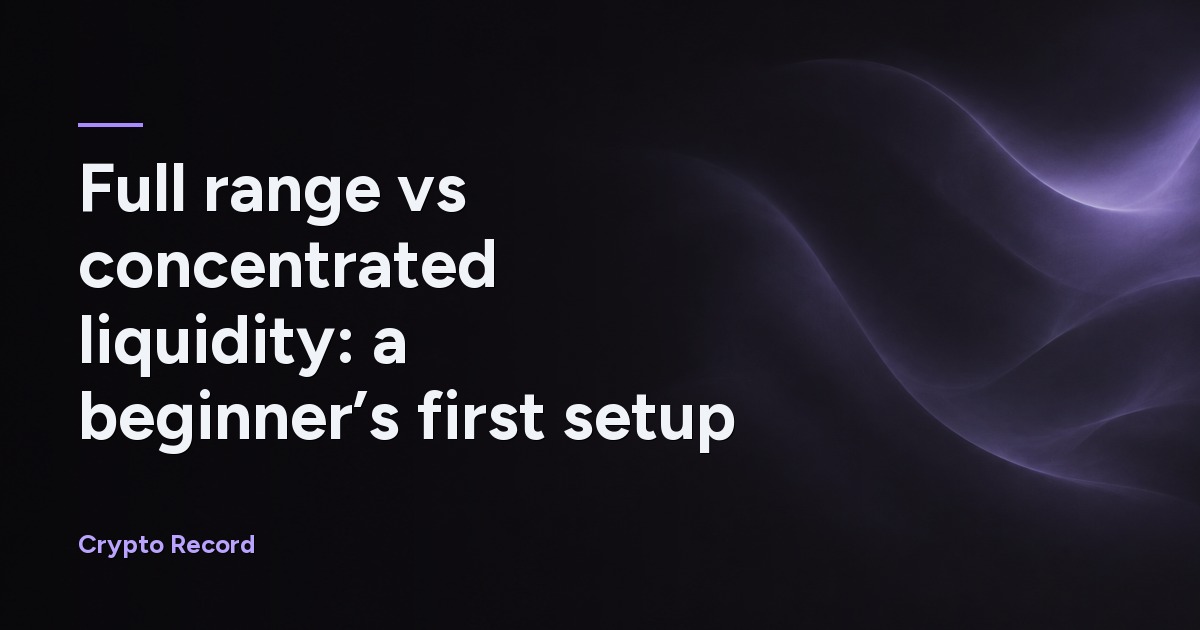 Full range vs
concentrated
liquidity: a
beginner’s first setup
Crypto Record